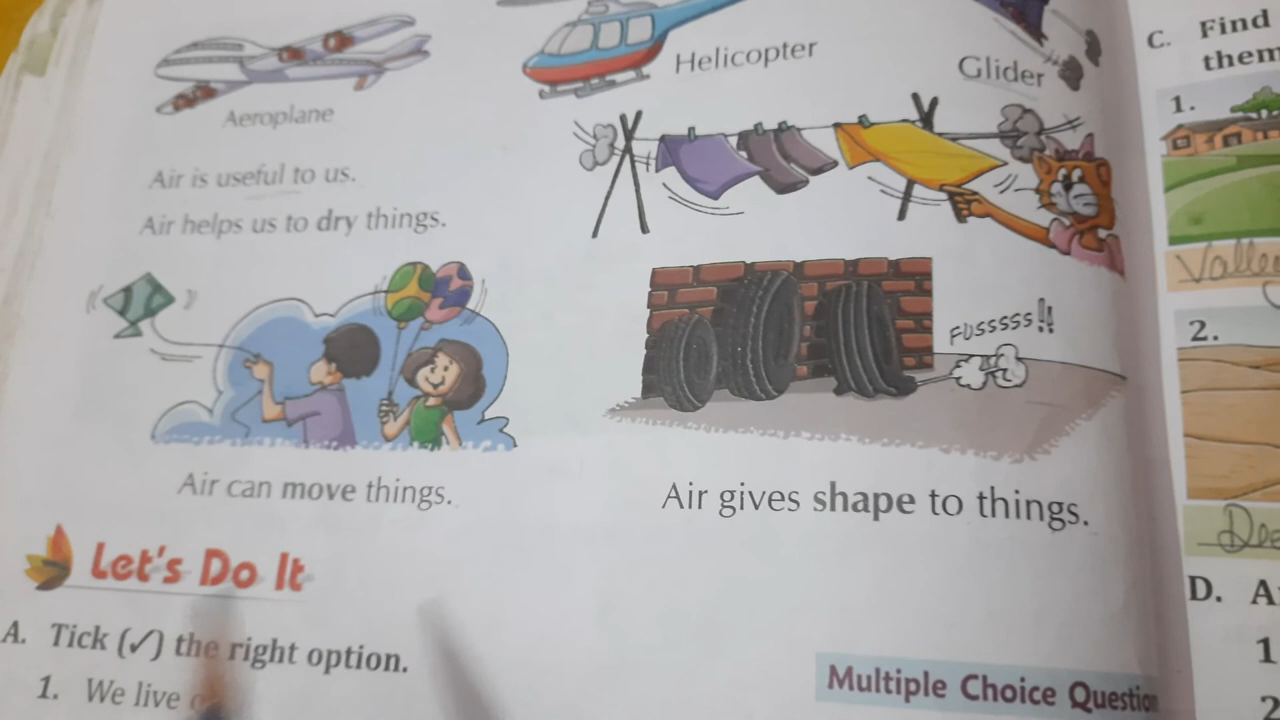 Aeroplane
Helicopter
Glider
Air is useful to us.
Air helps us to dry things.
FUSSSSS!!
Air can move things.
Air gives shape to things.
Let's Do It
A. Tick (✓) the right option.
Multiple Choice Question
1. We live
C. Find
them
1.
2.
D.
1
2